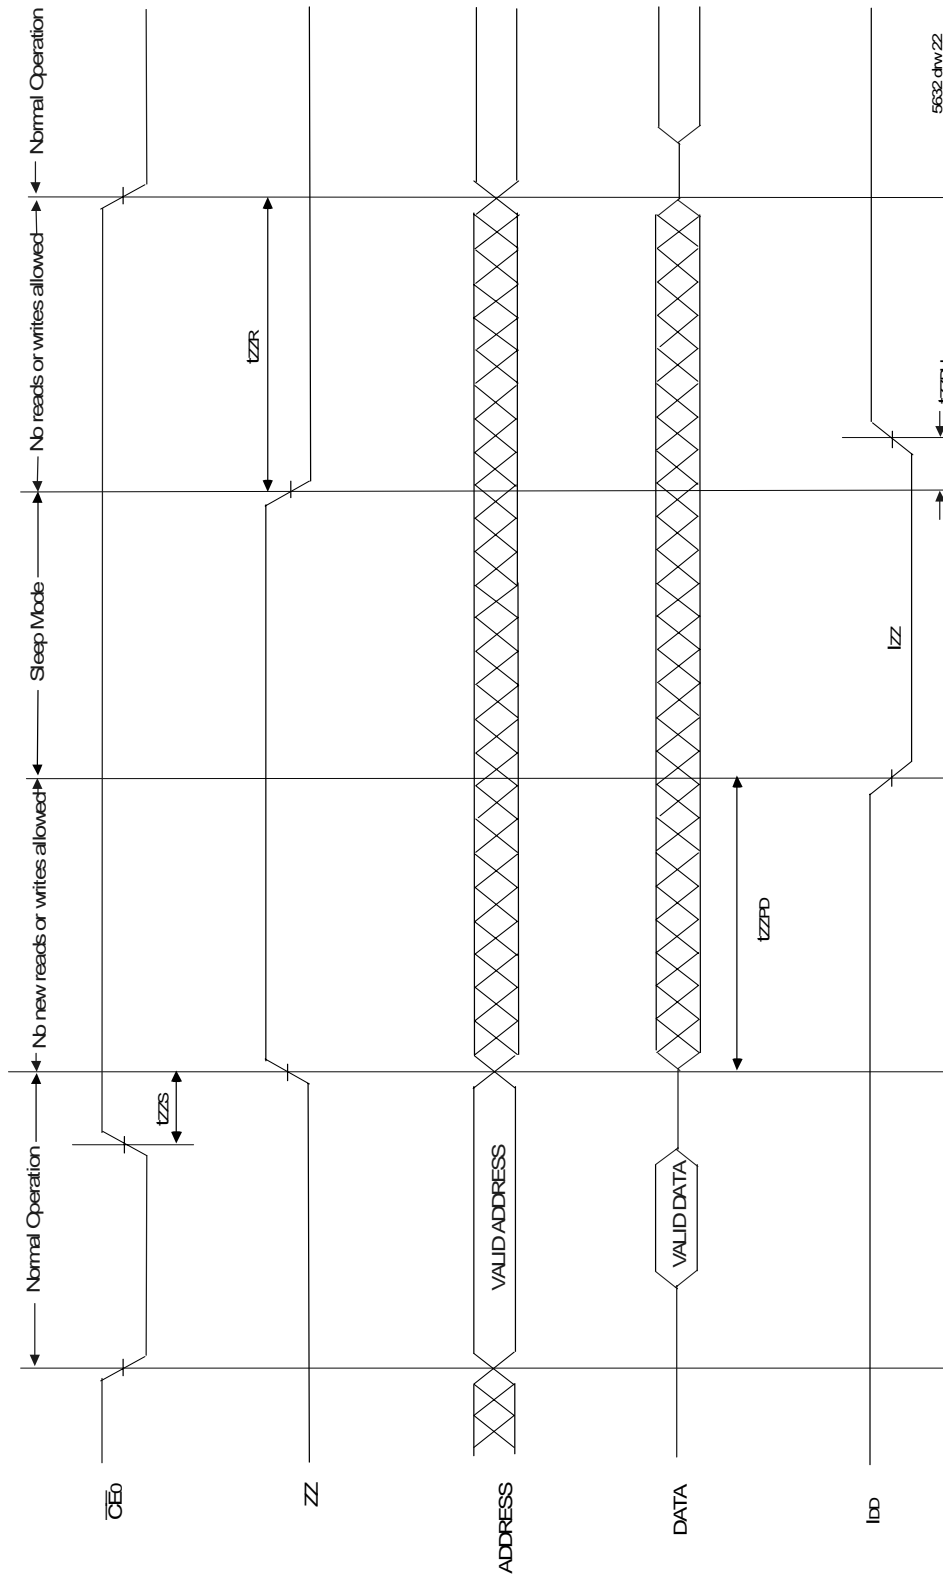 Normal Operation
No new reads or writes allowed
Sleep Mode
No reads or writes allowed
Normal Operation
CE0
tZZS
ZZ
tZZR
ADDRESS
VALID ADDRESS
DATA
VALID DATA
tZZPD
IDD
IZZ
5632 drw 22